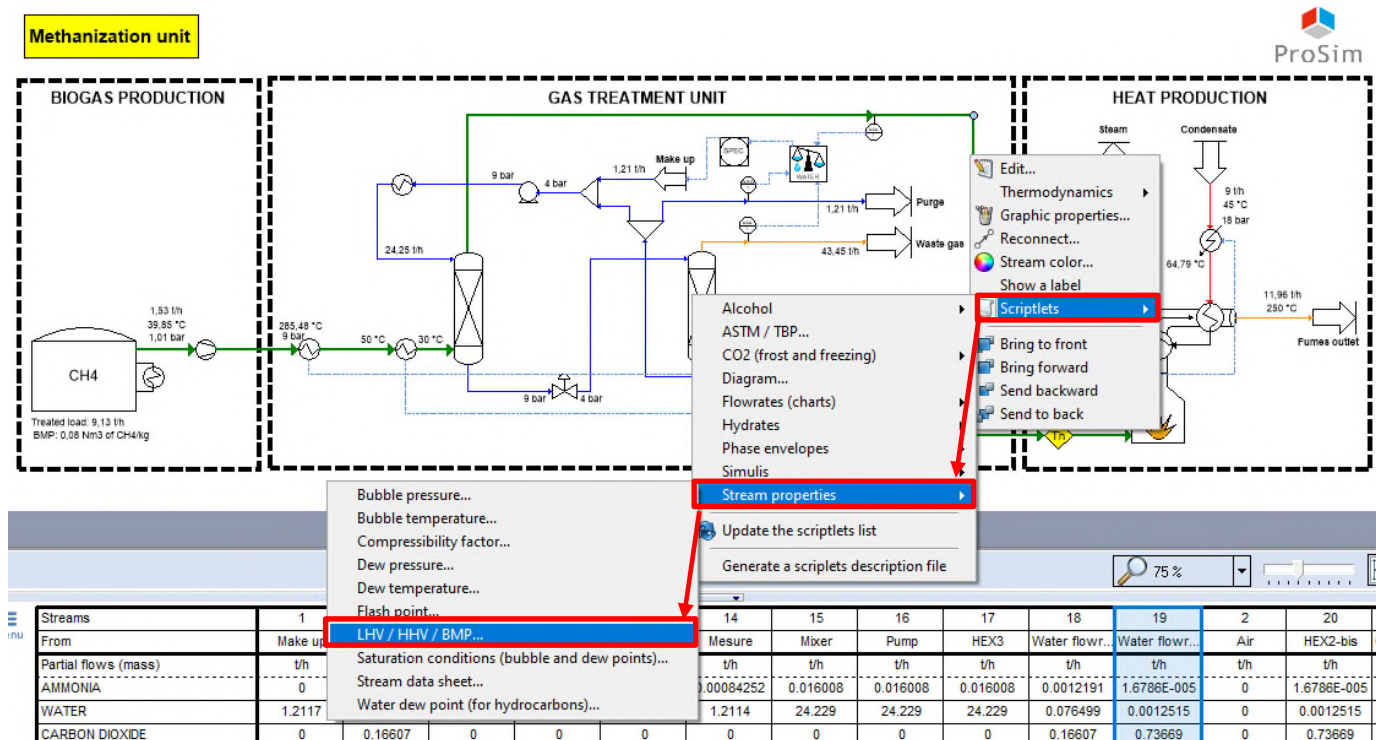 Methanization unit
ProSim
BIOGAS PRODUCTION
GAS TREATMENT UNIT
HEAT PRODUCTION
Steam
Condensate
SPEC
WATER
Make up
1,21 t/h
9 bar
4 bar
1,21 t/h
Purge
43,45 t/h
Waste gas
24,25 t/h
9 t/h
45 °C
18 bar
64,79 °C
11,96 t/h
250 °C
Fumes outlet
1,53 t/h
39,85 °C
1,01 bar
285,48 °C
9 bar
50 °C
30 °C
9 bar
4 bar
CH4
Treated load: 9,13 t/h
BMP: 0,08 Nm3 of CH4/kg
Th
Edit...
Thermodynamics
Graphic properties...
Reconnect...
Stream color...
Show a label
Scriptlets
Bring to front
Bring forward
Send backward
Send to back
Alcohol
ASTM / TBP...
CO2 (frost and freezing)
Diagram...
Flowrates (charts)
Hydrates
Phase envelopes
Simulis
Stream properties
Update the scriptlets list
Generate a scriplets description file
Bubble pressure...
Bubble temperature...
Compressibility factor...
Dew pressure...
Dew temperature...
Flash point...
LHV / HHV / BMP...
Saturation conditions (bubble and dew points)...
Stream data sheet...
Water dew point (for hydrocarbons)...
75 %
Streams 1 14 15 16 17 18 19 2 20
From Make up Mesure Mixer Pump HEX3 Water flowr... Water flowr... Air HEX2-bis
Partial flows (mass) t/h t/h t/h t/h t/h t/h t/h t/h t/h
AMMONIA 0 0.00084252 0.016008 0.016008 0.016008 0.0012191 1.6786E-005 0 1.6786E-005
WATER 1.2117 1.2114 24.229 24.229 24.229 0.076499 0.0012515 0 0.0012515
CARBON DIOXIDE 0 0.16607 0 0 0 0 0 0 0 0.16607 0.73669 0 0.73669